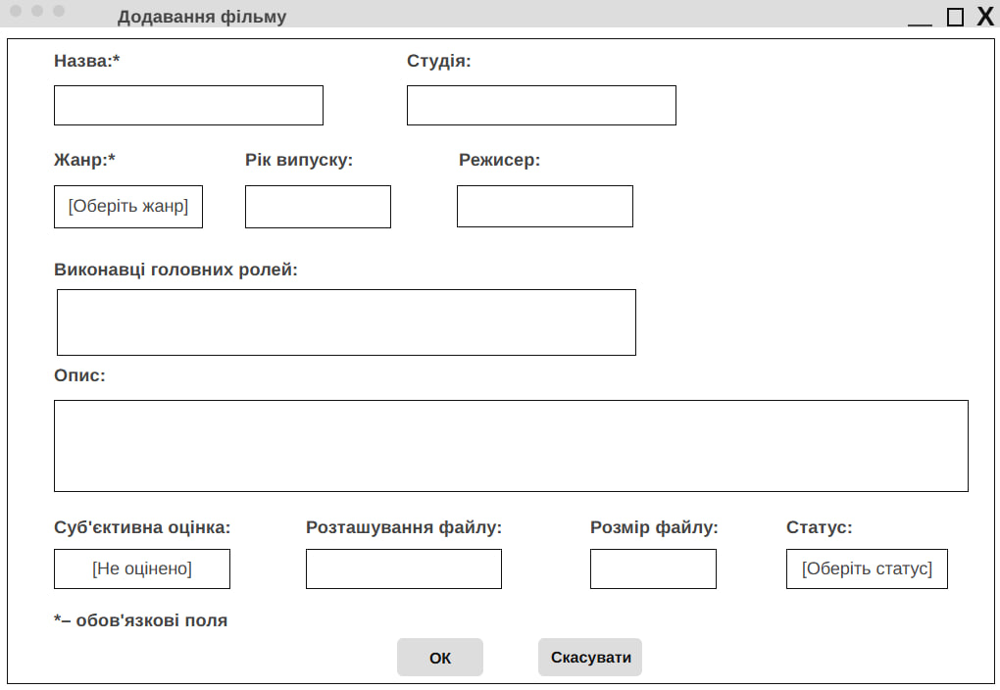 Додавання фільму
Назва:* Студія:
Жанр:* Рік випуску: Режисер:
[Оберіть жанр]
Виконавці головних ролей:
Опис:
Суб'єктивна оцінка: Розташування файлу: Розмір файлу: Статус:
[Не оцінено] [Оберіть статус]
*– обов'язкові поля
ОК Скасувати